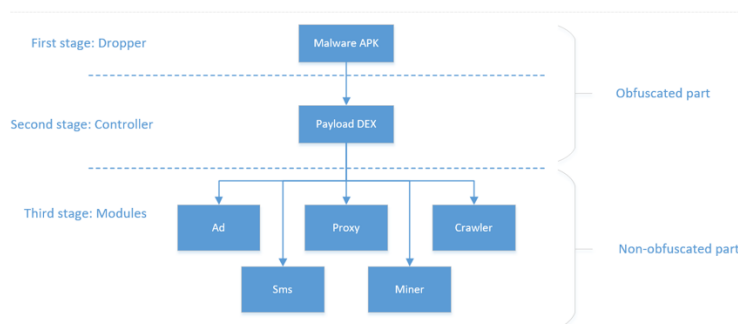 First stage: Dropper
Malware APK
Obfuscated part
Second stage: Controller
Payload DEX
Third stage: Modules
Ad
Proxy
Crawler
Non-obfuscated part
Sms
Miner